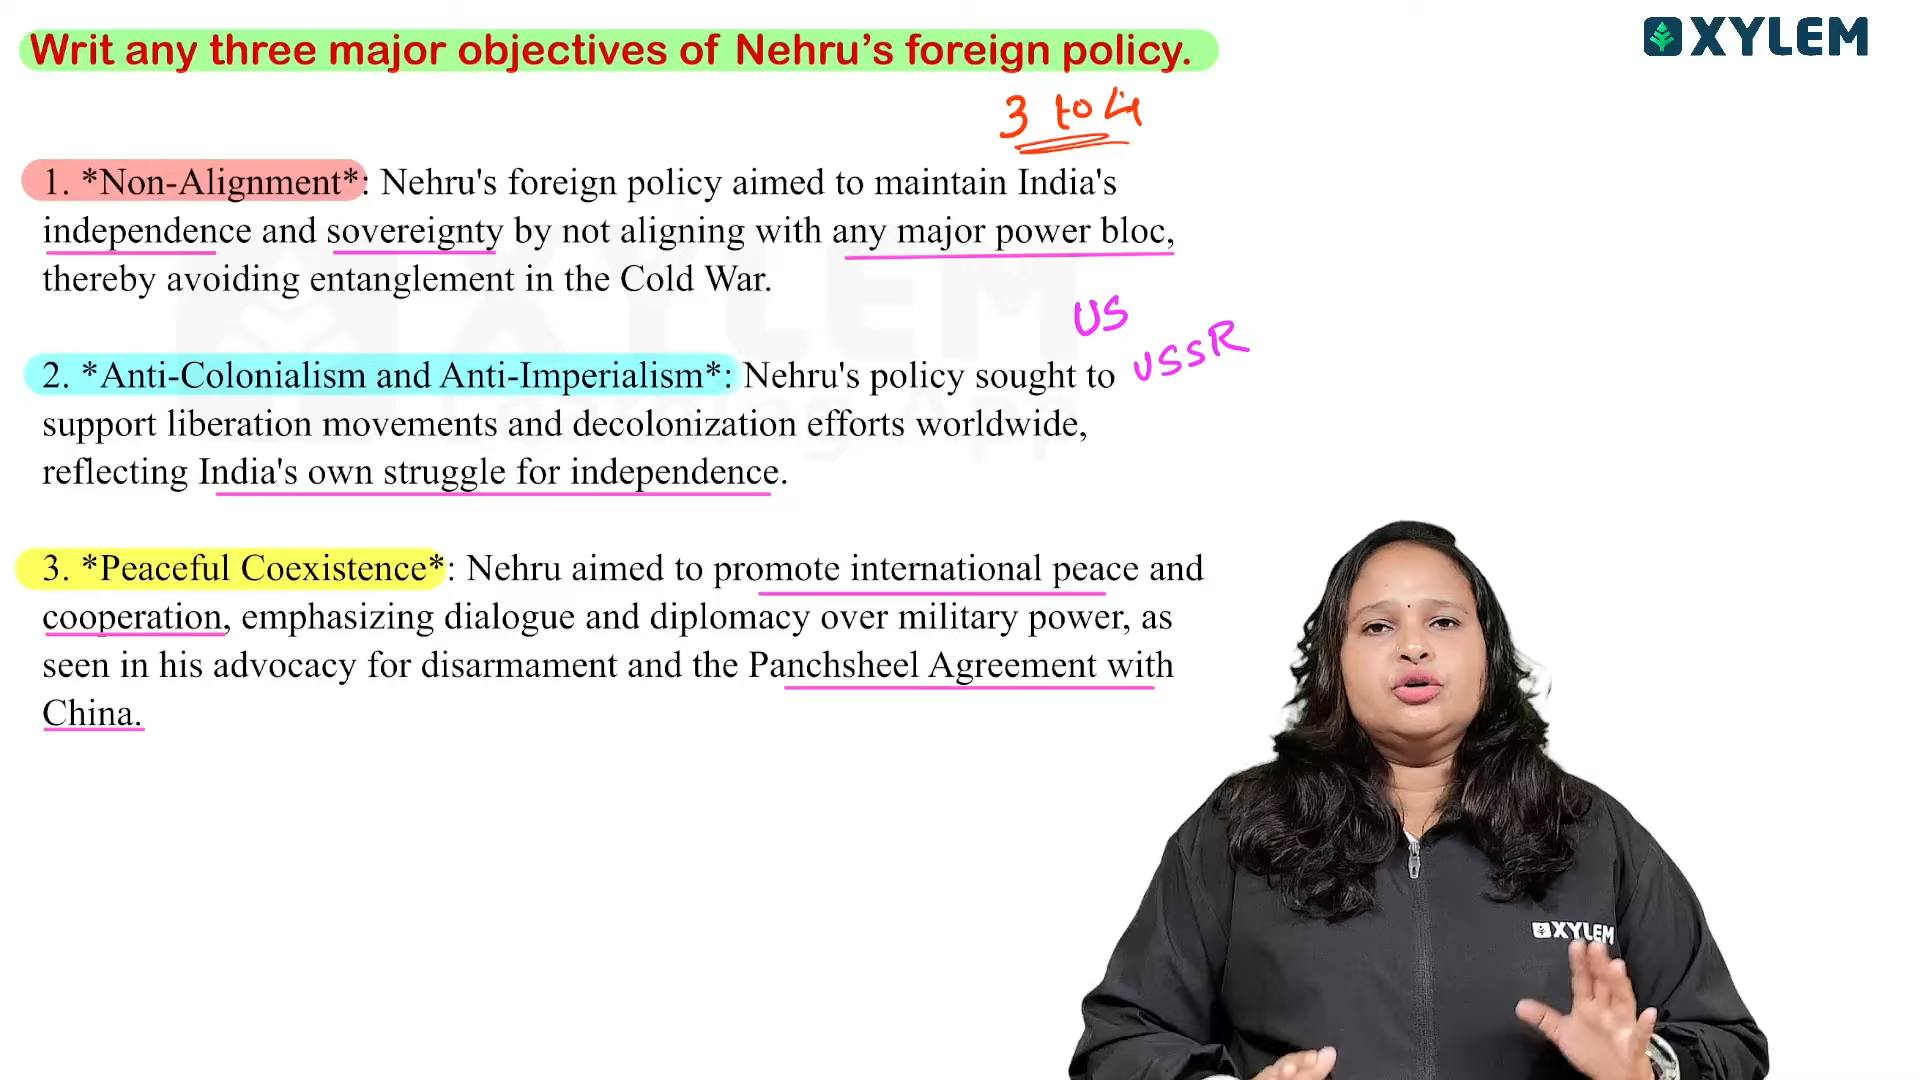 Writ any three major objectives of Nehru's foreign policy.
XYLEM
3 to 4
1. *Non-Alignment*: Nehru's foreign policy aimed to maintain India's
independence and sovereignty by not aligning with any major power bloc,
thereby avoiding entanglement in the Cold War.
US
USSR
2. *Anti-Colonialism and Anti-Imperialism*: Nehru's policy sought to
support liberation movements and decolonization efforts worldwide,
reflecting India's own struggle for independence.
3. *Peaceful Coexistence*: Nehru aimed to promote international peace and
cooperation, emphasizing dialogue and diplomacy over military power, as
seen in his advocacy for disarmament and the Panchsheel Agreement with
China.
XYLEM
Learning App
XYLEM